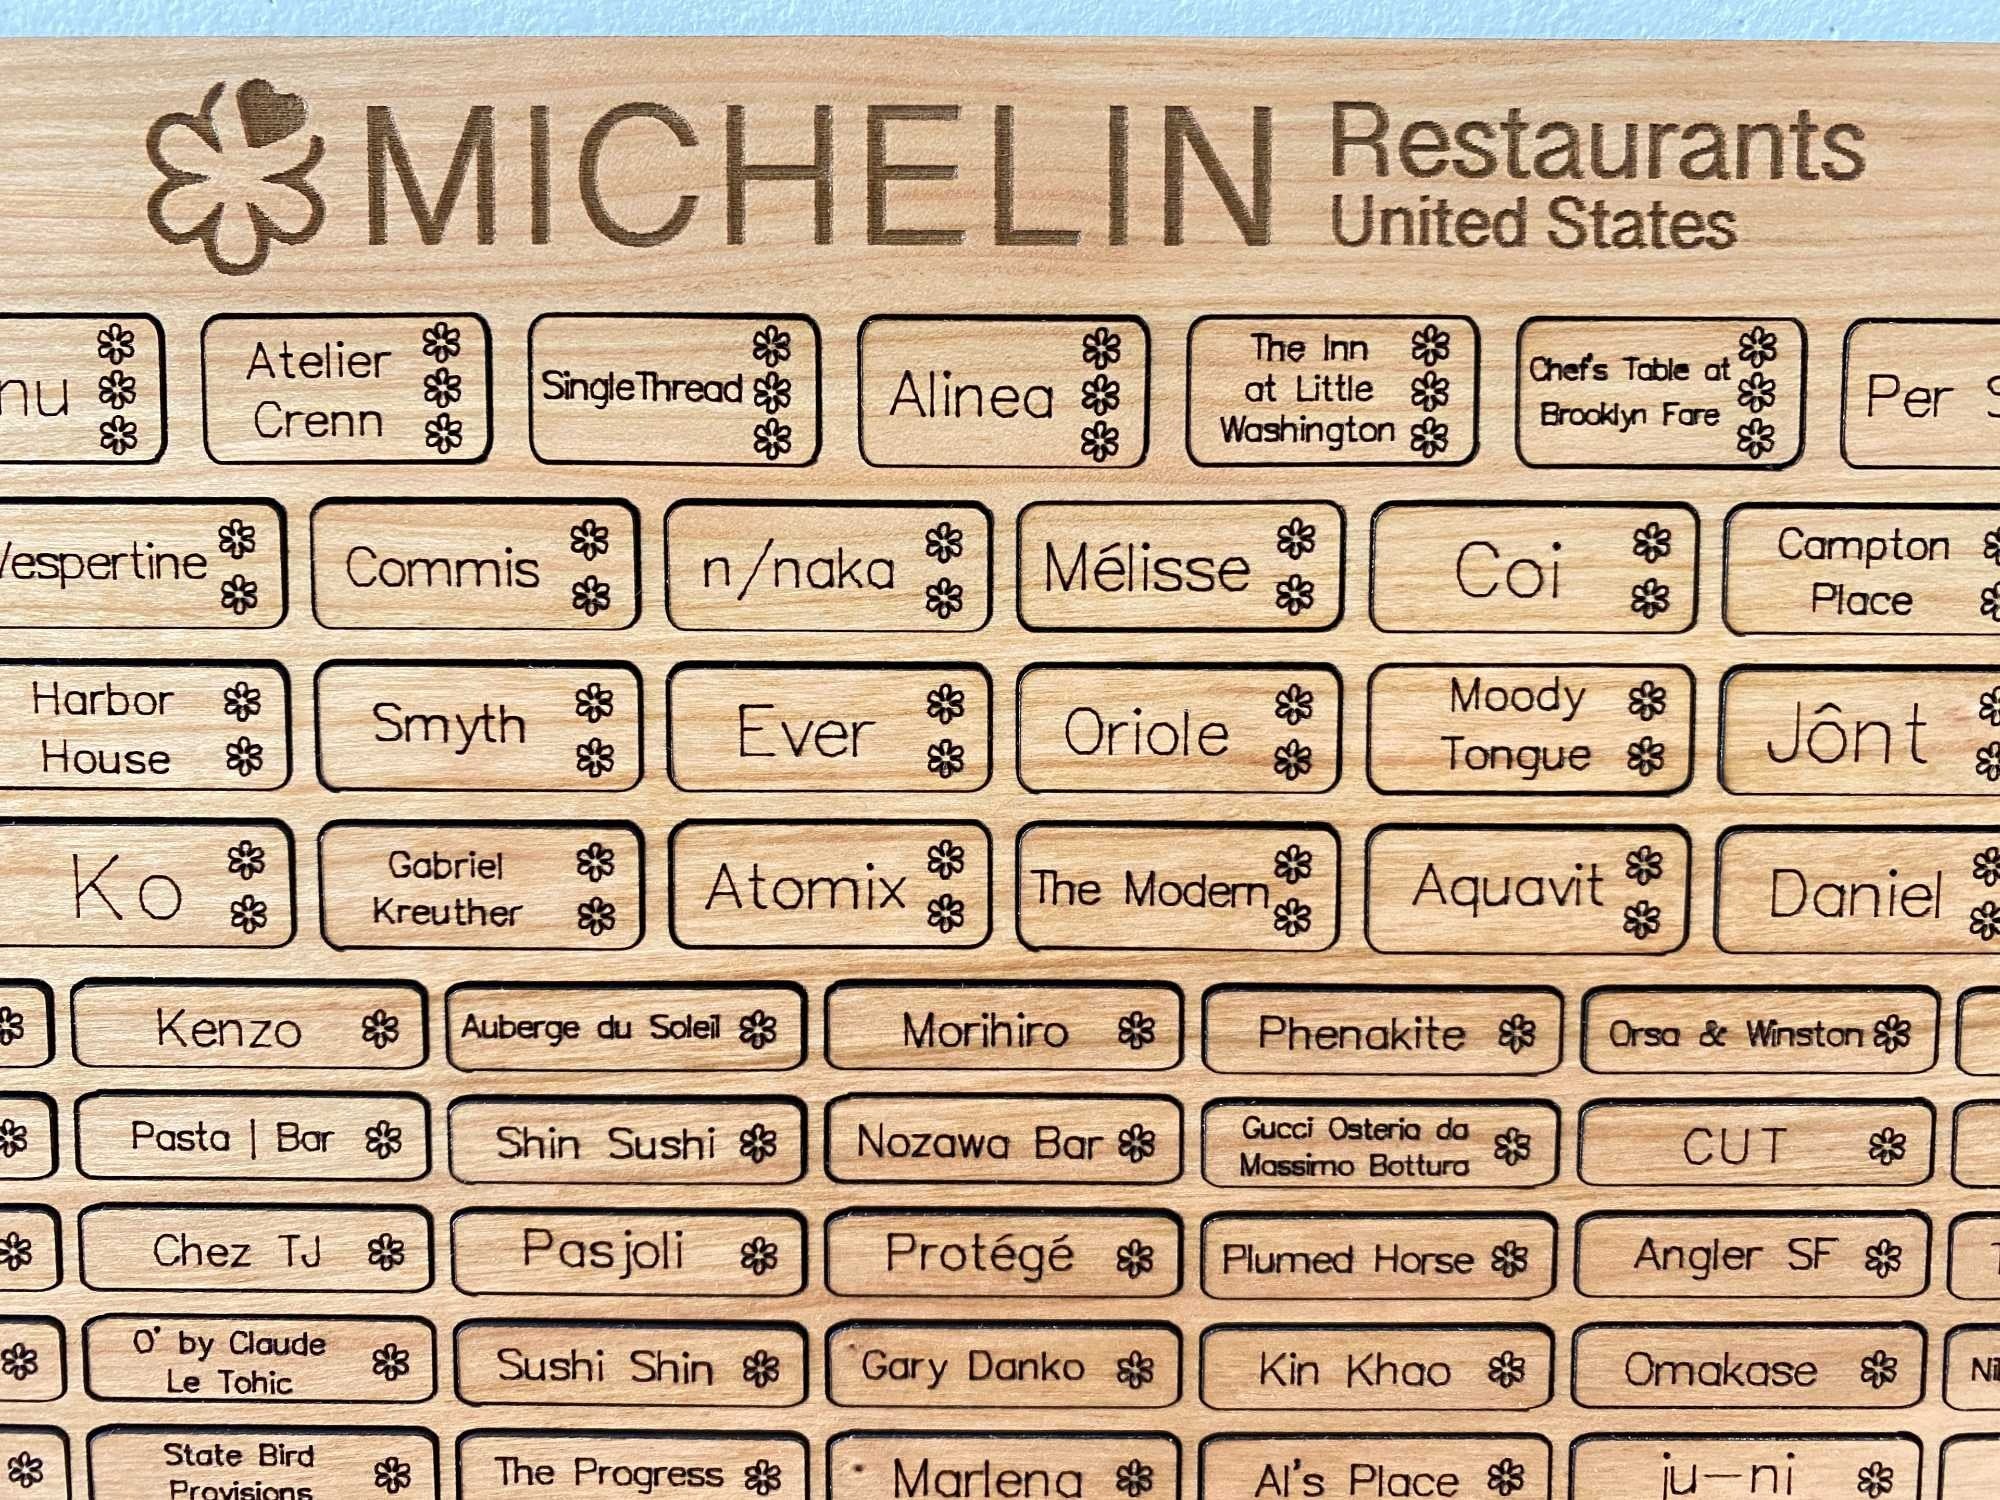 MICHELIN Restaurants
United States
nu
Atelier
Crenn
SingleThread
Alinea
The Inn
at Little
Washington
Chef's Table at
Brooklyn Fare
Per S
Vespertine
Commis
n/naka
Mélisse
Coi
Campton
Place
Harbor
House
Smyth
Ever
Oriole
Moody
Tongue
Jônt
Ko
Gabriel
Kreuther
Atomix
The Modern
Aquavit
Daniel
Kenzo
Auberge du Soleil
Morihiro
Phenakite
Orsa & Winston
Pasta | Bar
Shin Sushi
Nozawa Bar
Gucci Osteria da
Massimo Bottura
CUT
Chez TJ
Pasjoli
Protégé
Plumed Horse
Angler SF
O' by Claude
Le Tohic
Sushi Shin
Gary Danko
Kin Khao
Omakase
State Bird
Provisions
The Progress
Marlena
Al's Place
ju-ni